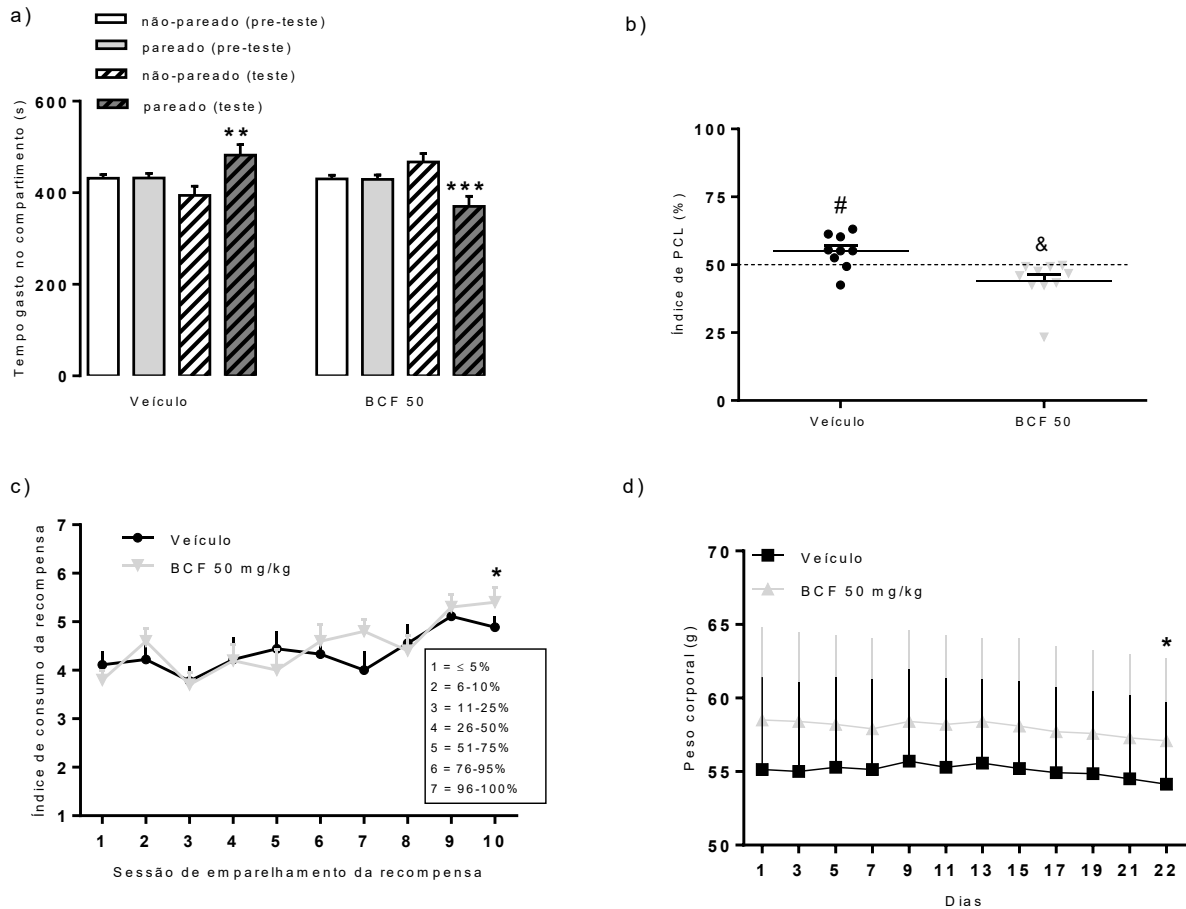 a)
não-pareado (pre-teste)
pareado (pre-teste)
não-pareado (teste)
pareado (teste)
Tempo gasto no compartimento (s)
600
400
200
0
**
***
Veículo
BCF 50
b)
Índice de PCL (%)
100
75
50
25
0
#
&
Veículo
BCF 50
c)
Índice de consumo da recompensa
7
6
5
4
3
2
1
Veículo
BCF 50 mg/kg
*
1 = ≤ 5%
2 = 6-10%
3 = 11-25%
4 = 26-50%
5 = 51-75%
6 = 76-95%
7 = 96-100%
1 2 3 4 5 6 7 8 9 10
Sessão de emparelhamento da recompensa
d)
Peso corporal (g)
70
65
60
55
50
Veículo
BCF 50 mg/kg
*
1 3 5 7 9 11 13 15 17 19 21 22
Dias